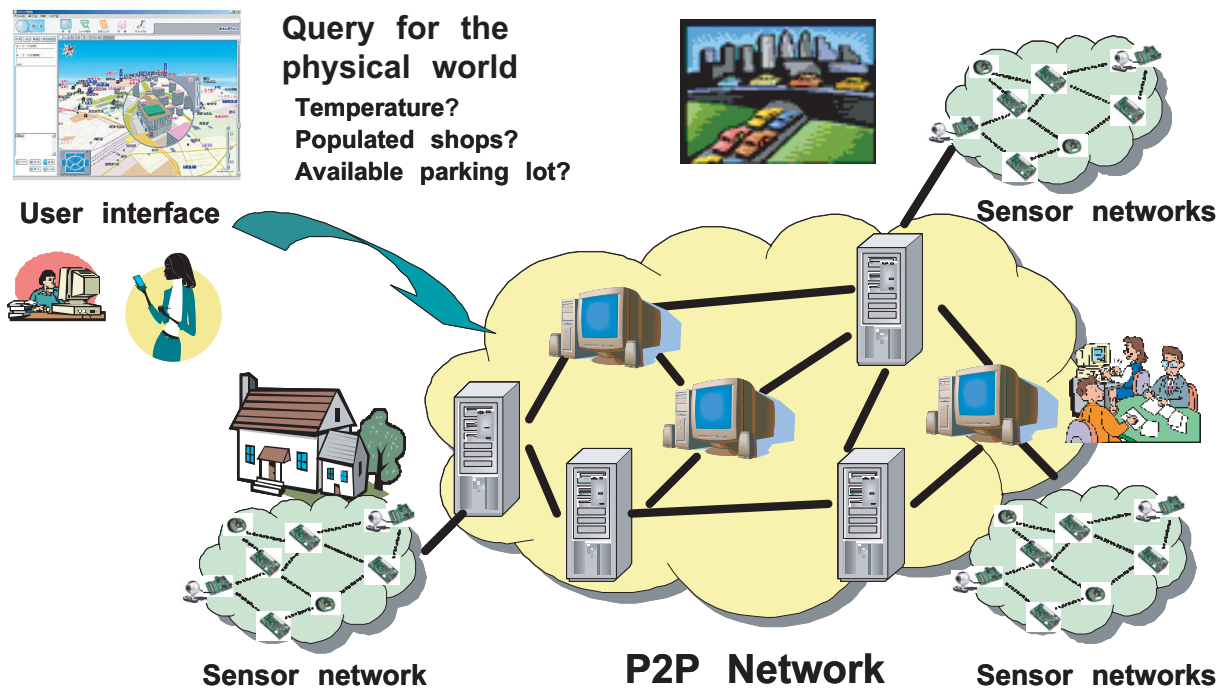 Query for the
physical world
Temperature?
Populated shops?
Available parking lot?
User interface
Sensor networks
Sensor network
P2P Network
Sensor networks